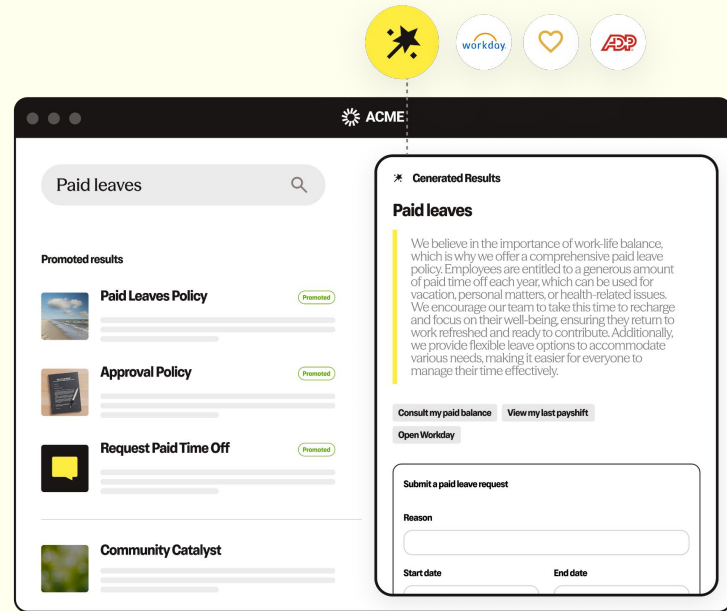 workday.
ADP
ACME
Paid leaves
Promoted results
Paid Leaves Policy
Promoted
Approval Policy
Promoted
Request Paid Time Off
Promoted
Community Catalyst
Generated Results
Paid leaves
We believe in the importance of work-life balance,
which is why we offer a comprehensive paid leave
policy. Employees are entitled to a generous amount
of paid time off each year, which can be used for
vacation, personal matters, or health-related issues.
We encourage our team to take this time to recharge
and focus on their well-being, ensuring they return to
work refreshed and ready to contribute. Additionally,
we provide flexible leave options to accommodate
various needs, making it easier for everyone to
manage their time effectively.
Consult my paid balance
View my last payshift
Open Workday
Submit a paid leave request
Reason
Start date
End date